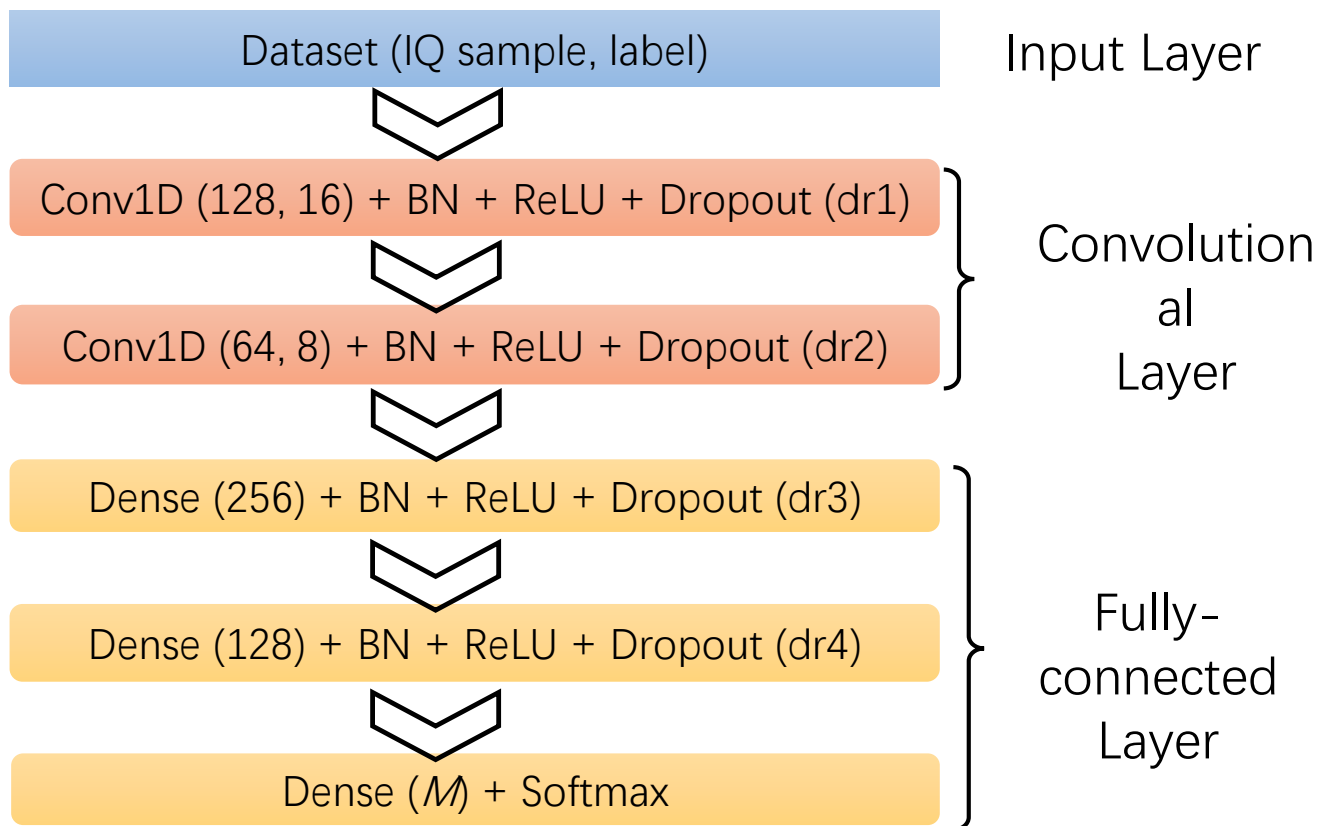 Dataset (IQ sample, label)
Input Layer
Conv1D (128, 16) + BN + ReLU + Dropout (dr1)
Conv1D (64, 8) + BN + ReLU + Dropout (dr2)
Convolution
al
Layer
Dense (256) + BN + ReLU + Dropout (dr3)
Dense (128) + BN + ReLU + Dropout (dr4)
Dense (M) + Softmax
Fully-
connected
Layer